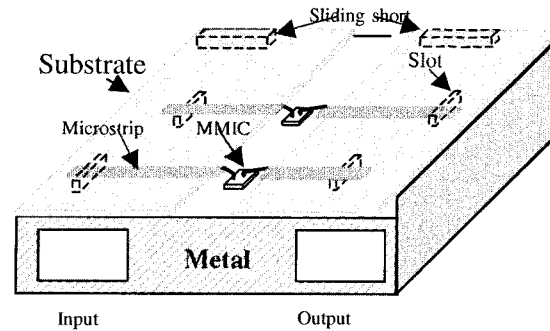 Sliding short
Substrate
Slot
Microstrip
MMIC
Metal
Input
Output